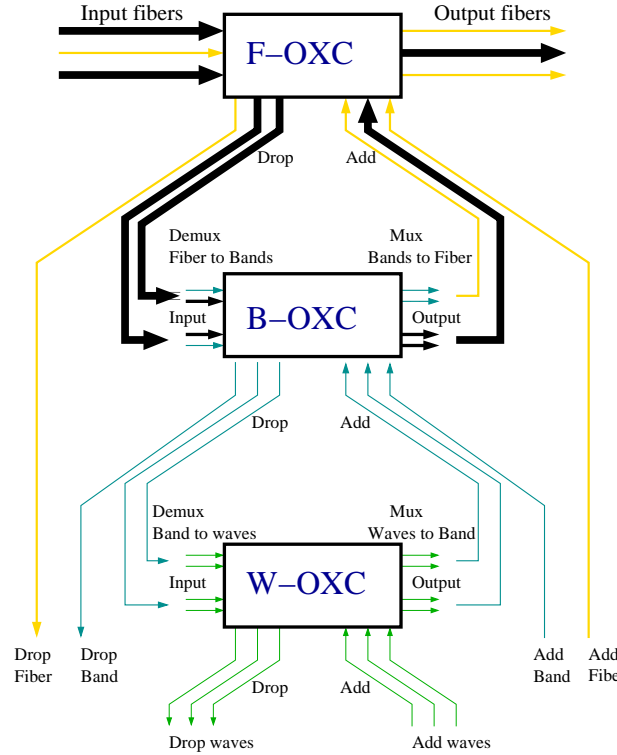 Input fibers
Output fibers
F–OXC
Drop
Add
Demux
Fiber to Bands
Mux
Bands to Fiber
Input
B–OXC
Output
Drop
Add
Demux
Band to waves
Mux
Waves to Band
Input
W–OXC
Output
Drop
Fiber
Drop
Band
Drop
Add
Add
Band
Add
Fiber
Drop waves
Add waves